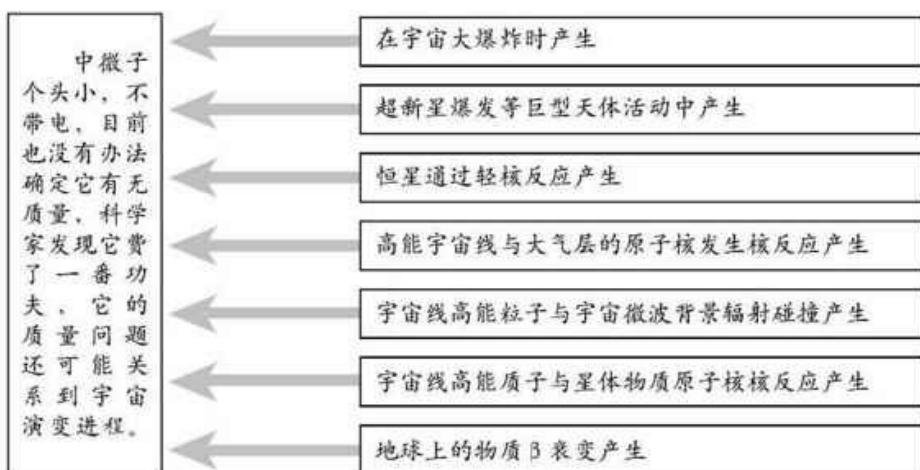 中微子
个头小，不
带电，目前
也没有办法
确定它有无
质量，科学
家发现它费
了一番功
夫，它的
质量问题
还可能关
系到宇宙
演变进程。
在宇宙大爆炸时产生
超新星爆发等巨型天体活动中产生
恒星通过轻核反应产生
高能宇宙线与大气层的原子核发生核反应产生
宇宙线高能粒子与宇宙微波背景辐射碰撞产生
宇宙线高能质子与星体物质原子核核反应产生
地球上的物质β衰变产生